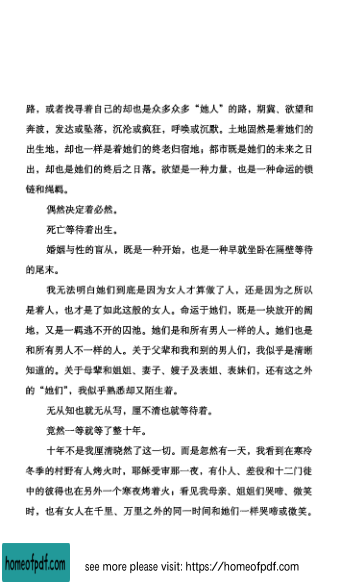 路，或者找寻着自己的却也是众多众多“她人”的路，期冀、欲望和
奔波，发达或坠落，沉沦或疯狂，呼唤或沉默。土地固然是着她们的
出生地，却也一样是着她们的终老归宿地；都市既是她们的未来之日
出，却也是她们的终后之日落。欲望是一种力量，也是一种命运的锁
链和绳羁。
偶然决定着必然。
死亡等待着出生。
婚姻与性的盲从，既是一种开始，也是一种早就坐卧在隔壁等待
的尾末。
我无法明白她们到底是因为女人才算做了人，还是因为之所以
是着人，也才是了如此这般的女人。命运于她们，既是一块放开的阔
地，又是一羁逃不开的囚池。她们是和所有男人一样的人。她们也是
和所有男人不一样的人。关于父辈和我和别的男人们，我似乎是清晰
知道的。关于母辈和姐姐、妻子、嫂子及表姐、表妹们，还有这之外
的“她们”，我似乎熟悉却又陌生着。
无从知也就无从写，厘不清也就等待着。
竟然一等就等了整十年。
十年不是我厘清晓然了这一切。而是忽然有一天，我看到在寒冷
冬季的村野有人烤火时，耶稣受审那一夜，有仆人、差役和十二门徒
中的彼得也在另外一个寒夜烤着火；看见我母亲、姐姐们哭啼、微笑
时，也有女人在千里、万里之外的同一时间和她们一样哭啼或微笑。
homeofpdf.com
see more please visit: https://homeofpdf.com